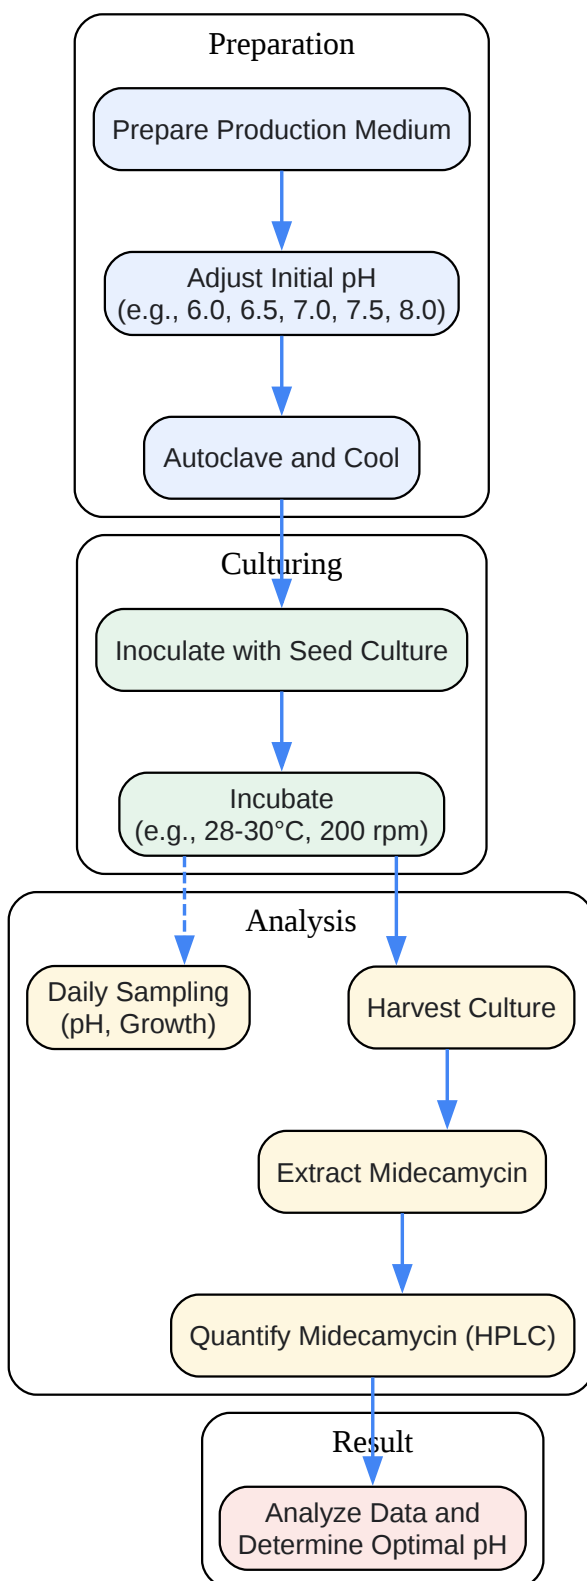 Preparation
Prepare Production Medium
Adjust Initial pH
(e.g., 6.0, 6.5, 7.0, 7.5, 8.0)
Autoclave and Cool
Culturing
Inoculate with Seed Culture
Incubate
(e.g., 28-30°C, 200 rpm)
Analysis
Daily Sampling
(pH, Growth)
Harvest Culture
Extract Midecamycin
Quantify Midecamycin (HPLC)
Result
Analyze Data and
Determine Optimal pH